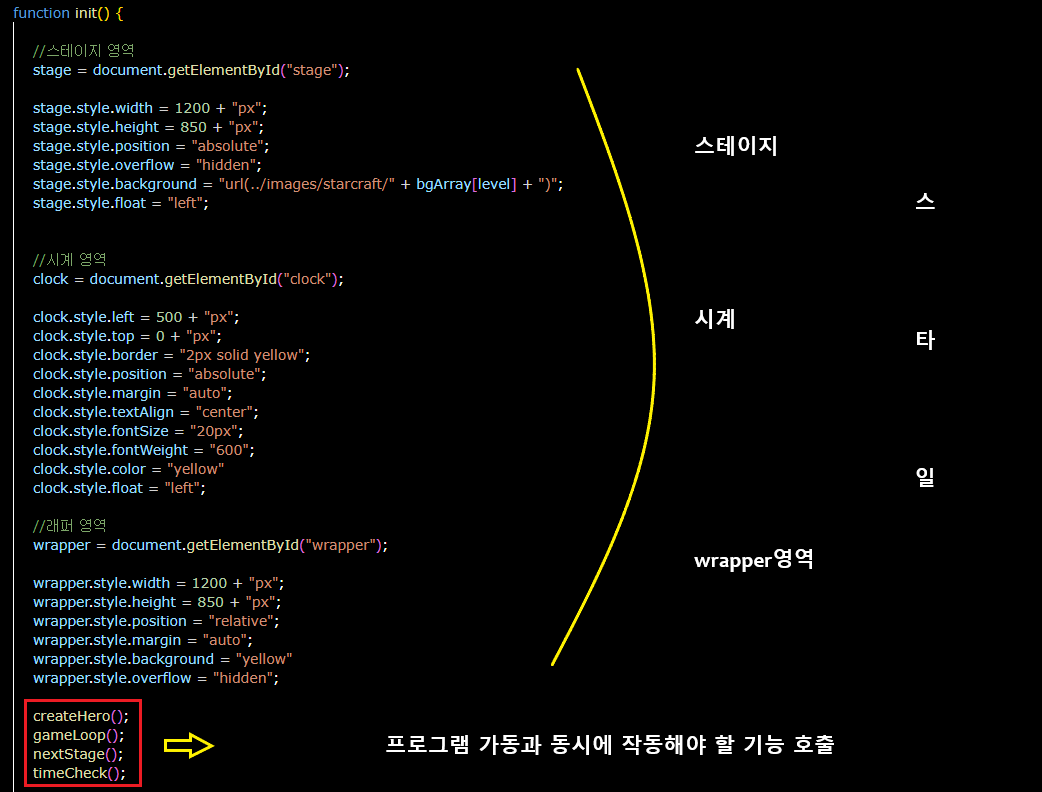 function init() {
//스테이지 영역
stage = document.getElementById("stage");
stage.style.width = 1200 + "px";
stage.style.height = 850 + "px";
stage.style.position = "absolute";
stage.style.overflow = "hidden";
stage.style.background = "url(../images/starcraft/" + bgArray[level] + ")";
stage.style.float = "left";
스테이지
스
//시계 영역
clock = document.getElementById("clock");
clock.style.left = 500 + "px";
clock.style.top = 0 + "px";
clock.style.border = "2px solid yellow";
clock.style.position = "absolute";
clock.style.margin = "auto";
clock.style.textAlign = "center";
clock.style.fontSize = "20px";
clock.style.fontWeight = "600";
clock.style.color = "yellow"
clock.style.float = "left";
시계
타
일
//래퍼 영역
wrapper = document.getElementById("wrapper");
wrapper.style.width = 1200 + "px";
wrapper.style.height = 850 + "px";
wrapper.style.position = "relative";
wrapper.style.margin = "auto";
wrapper.style.background = "yellow"
wrapper.style.overflow = "hidden";
wrapper영역
createHero();
gameLoop();
nextStage();
timeCheck();
프로그램 가동과 동시에 작동해야 할 기능 호출